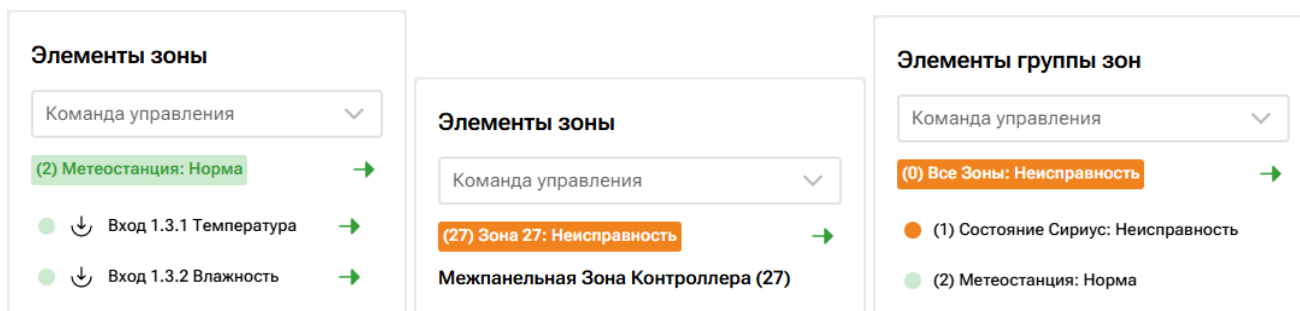 Элементы зоны
Команда управления
(2) Метеостанция: Норма
Вход 1.3.1 Температура
Вход 1.3.2 Влажность
Элементы зоны
Команда управления
(27) Зона 27: Неисправность
Межпанельная Зона Контроллера (27)
Элементы группы зон
Команда управления
(0) Все Зоны: Неисправность
(1) Состояние Сириус: Неисправность
(2) Метеостанция: Норма